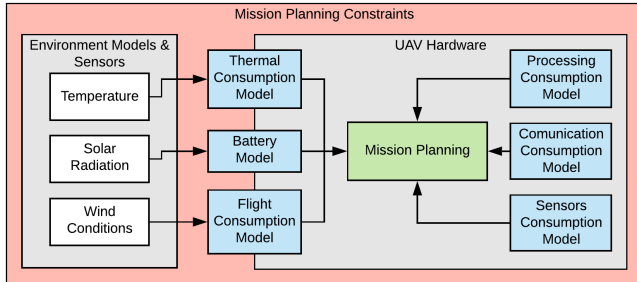 Mission Planning Constraints
Environment Models &
Sensors
Temperature
Solar
Radiation
Wind
Conditions
Thermal
Consumption
Model
Battery
Model
Flight
Consumption
Model
UAV Hardware
Mission Planning
Processing
Consumption
Model
Comunication
Consumption
Model
Sensors
Consumption
Model